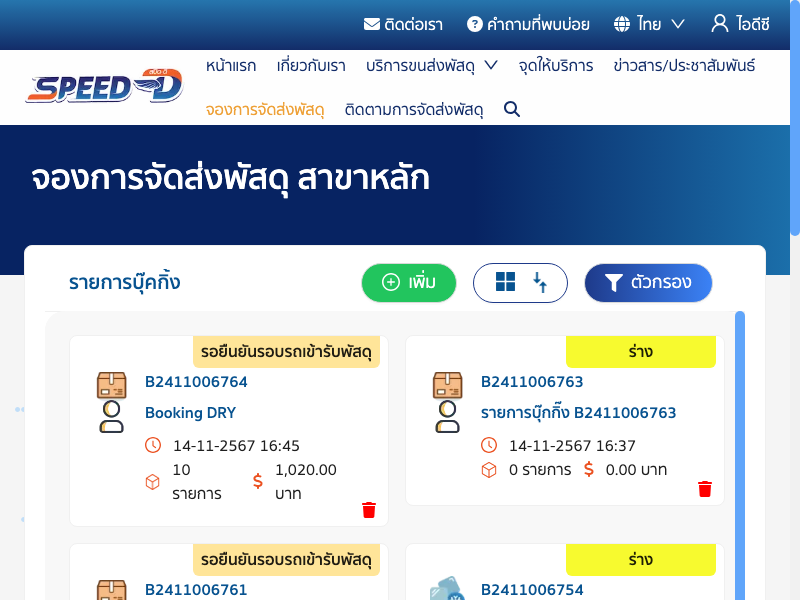 ติดต่อเรา คำถามที่พบบ่อย ไทย ไอดีซี
สปีด-ดี
SPEED D
หน้าแรก เกี่ยวกับเรา บริการขนส่งพัสดุ จุดให้บริการ ข่าวสาร/ประชาสัมพันธ์
จองการจัดส่งพัสดุ ติดตามการจัดส่งพัสดุ
จองการจัดส่งพัสดุ สาขาหลัก
รายการบุ๊คกิ้ง เพิ่ม ตัวกรอง
รอยืนยันรอบรถเข้ารับพัสดุ
B2411006764
Booking DRY
14-11-2567 16:45
10 รายการ
1,020.00 บาท
ร่าง
B2411006763
รายการบุ๊กกิ๊ง B2411006763
14-11-2567 16:37
0 รายการ 0.00 บาท
รอยืนยันรอบรถเข้ารับพัสดุ
B2411006761
ร่าง
B2411006754